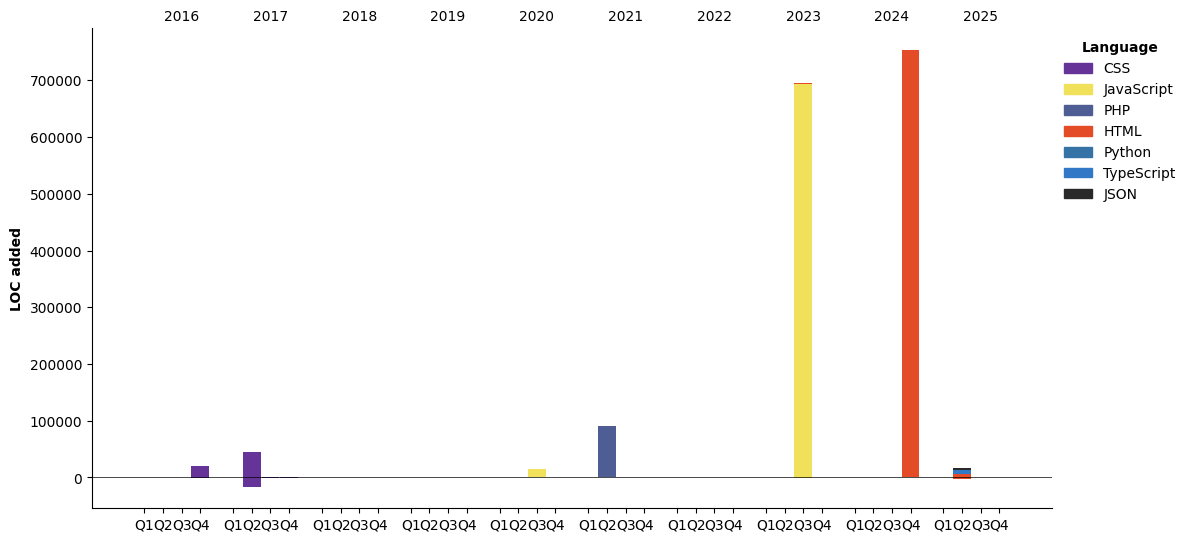 2016 2017 2018 2019 2020 2021 2022 2023 2024 2025
Language
CSS
JavaScript
PHP
HTML
Python
TypeScript
JSON
LOC added
700000
600000
500000
400000
300000
200000
100000
0
Q1Q2Q3Q4 Q1Q2Q3Q4 Q1Q2Q3Q4 Q1Q2Q3Q4 Q1Q2Q3Q4 Q1Q2Q3Q4 Q1Q2Q3Q4 Q1Q2Q3Q4 Q1Q2Q3Q4 Q1Q2Q3Q4